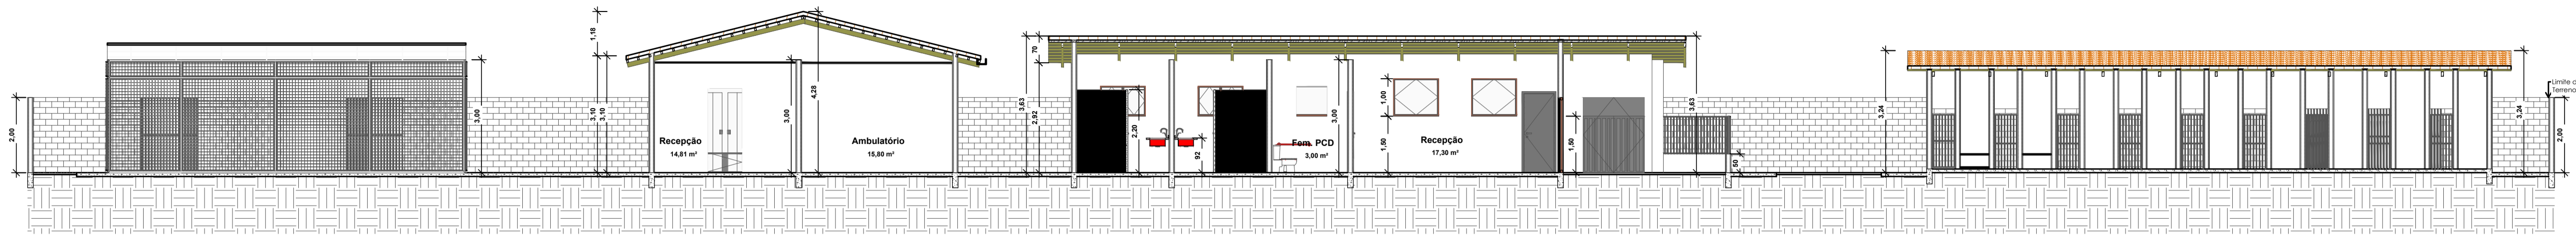 2,00
3,00
1,18
3,10
3,10
Recepção
14,81 m²
3,00
4,28
Ambulatório
15,80 m²
3,63
70
2,92
2,20
92
Fem. PCD
3,00 m²
3,00
1,00
1,50
Recepção
17,30 m²
1,50
3,63
50
3,24
3,24
Limite d
Terreno
2,00